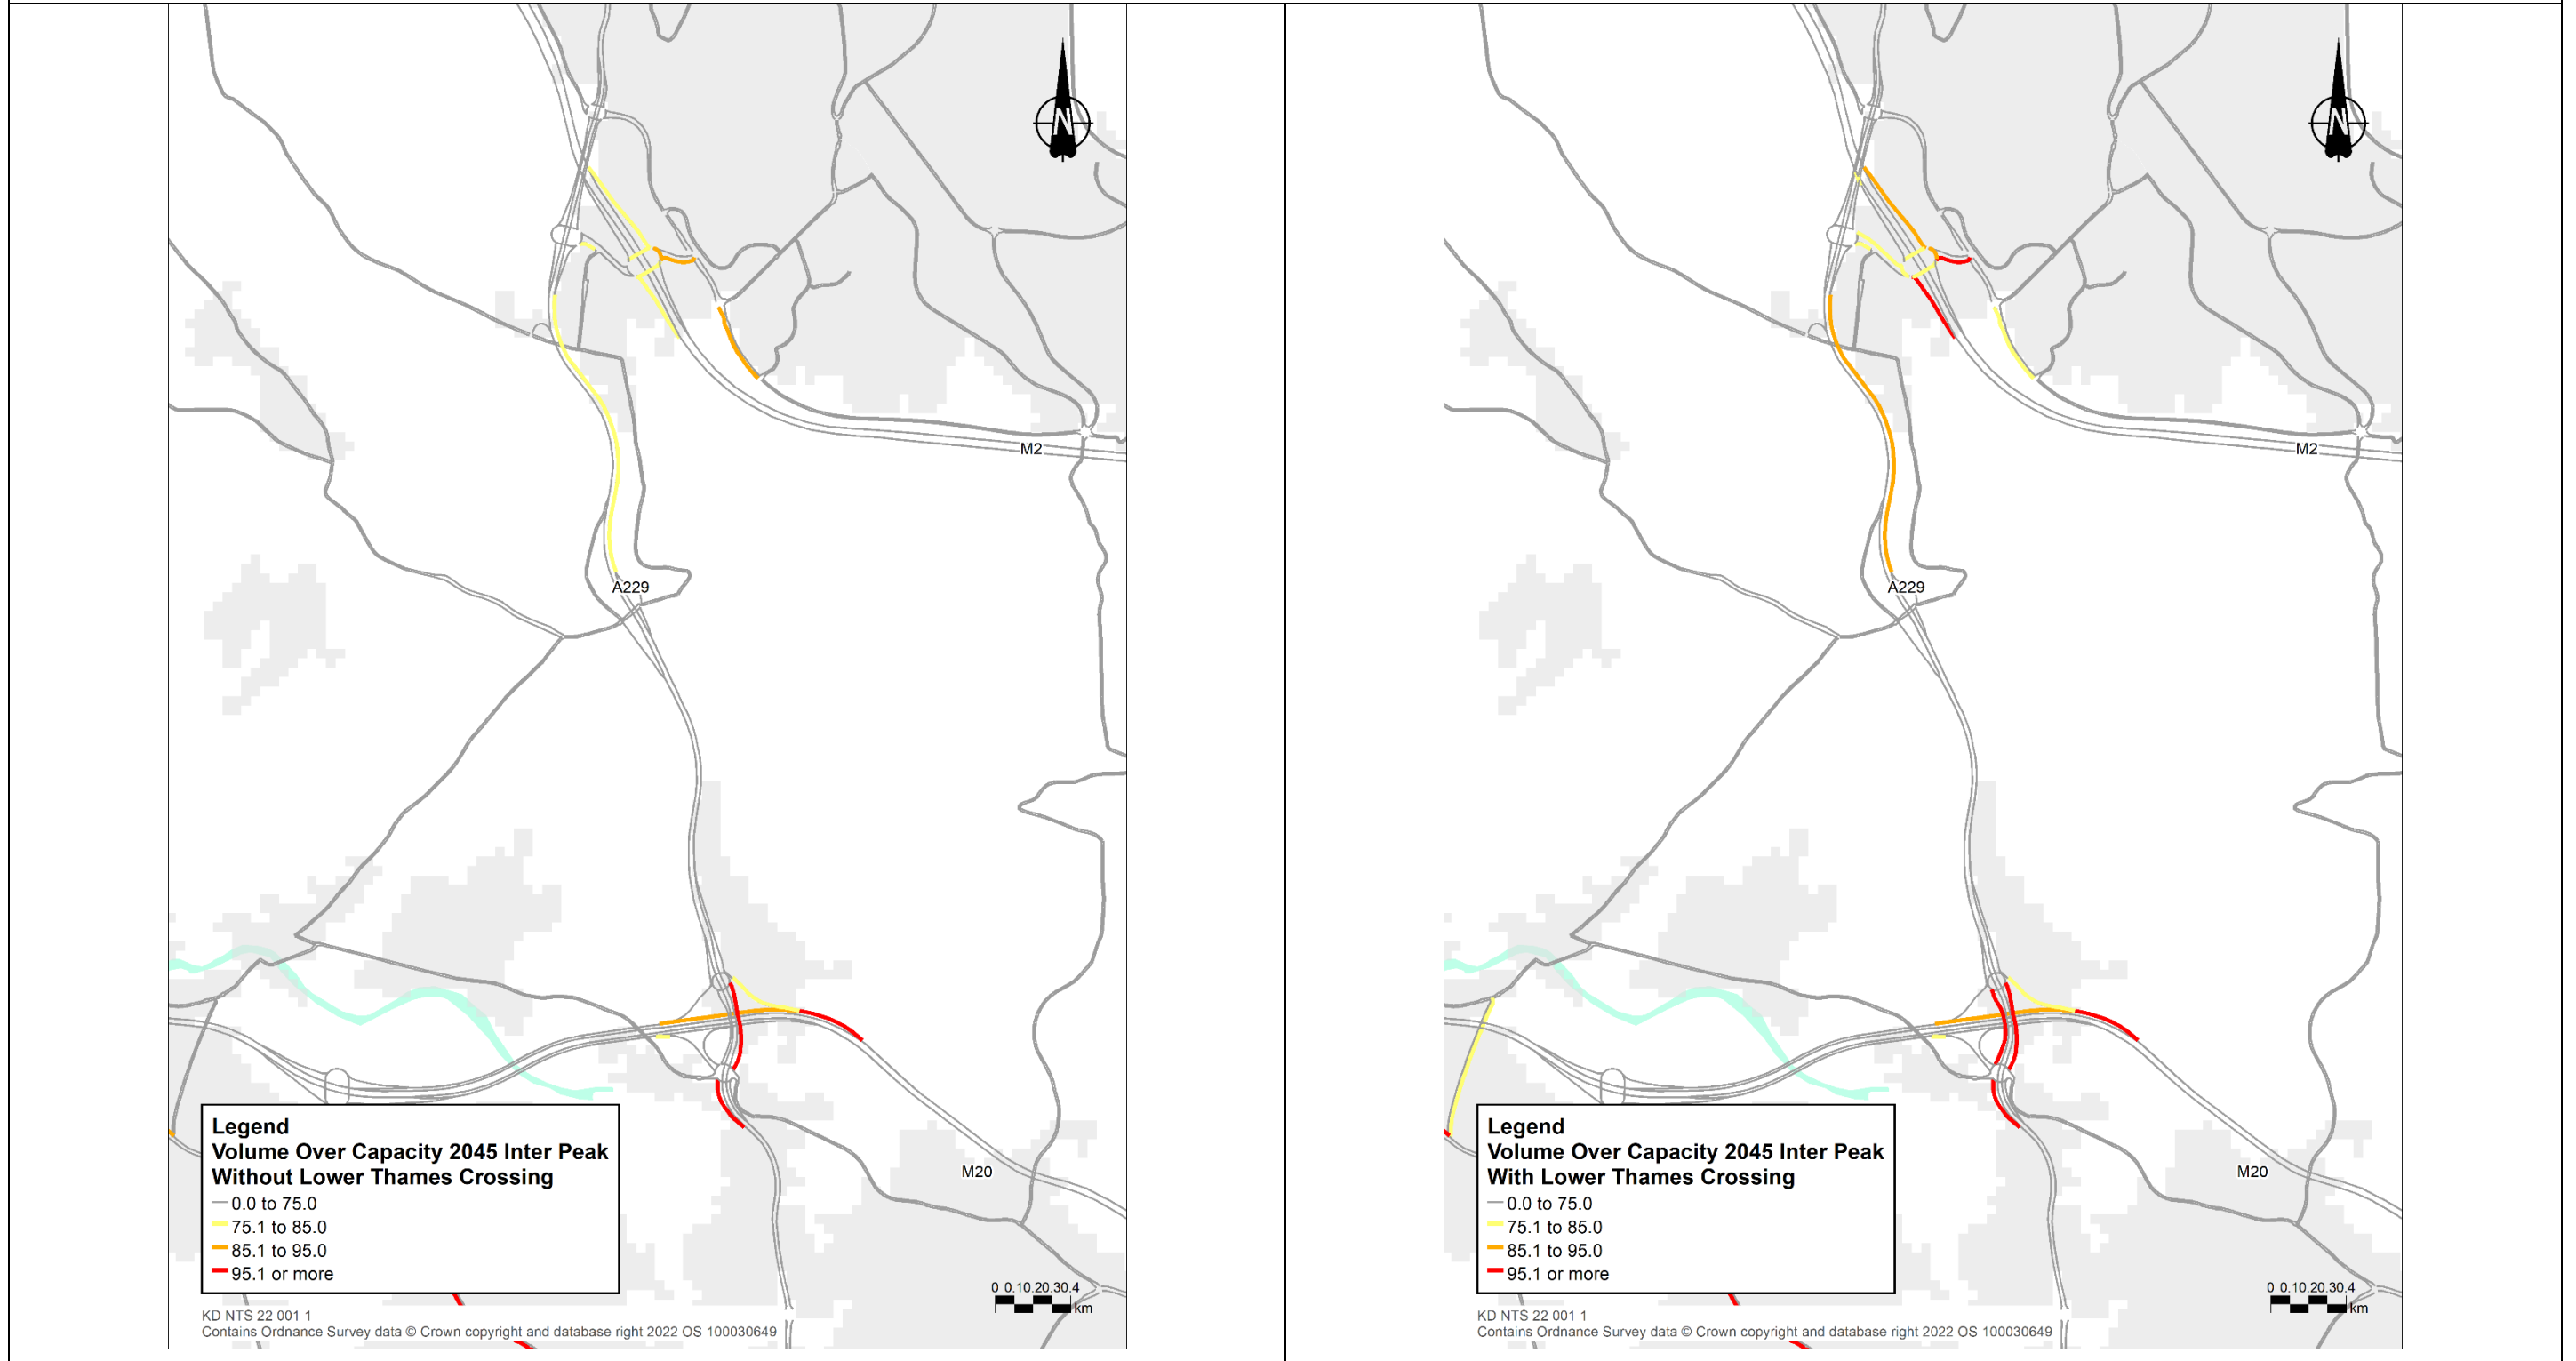 N
M2
A229
M20
Legend
Volume Over Capacity 2045 Inter Peak
Without Lower Thames Crossing
0.0 to 75.0
75.1 to 85.0
85.1 to 95.0
95.1 or more
0 0.10.20.30.4
km
KD NTS 22 001 1
Contains Ordnance Survey data © Crown copyright and database right 2022 OS 100030649
N
M2
A229
M20
Legend
Volume Over Capacity 2045 Inter Peak
With Lower Thames Crossing
0.0 to 75.0
75.1 to 85.0
85.1 to 95.0
95.1 or more
0 0.10.20.30.4
km
KD NTS 22 001 1
Contains Ordnance Survey data © Crown copyright and database right 2022 OS 100030649